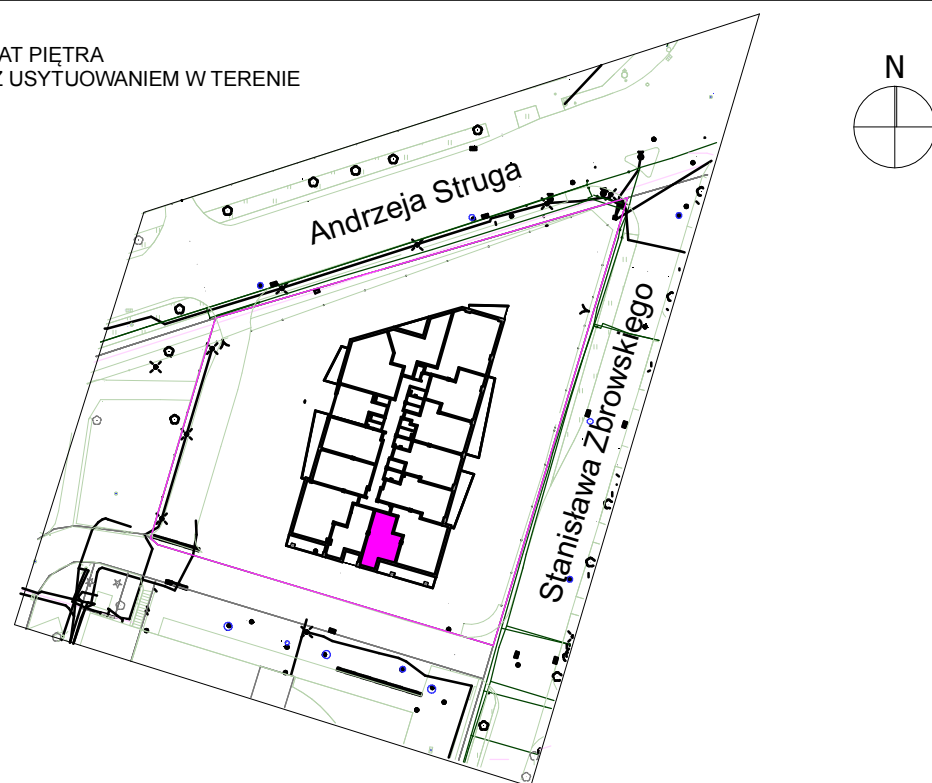 AT PIĘTRA
Z USYTUOWANIEM W TERENIE
N
Andrzeja Struga
Stanisława Zbrowskiego